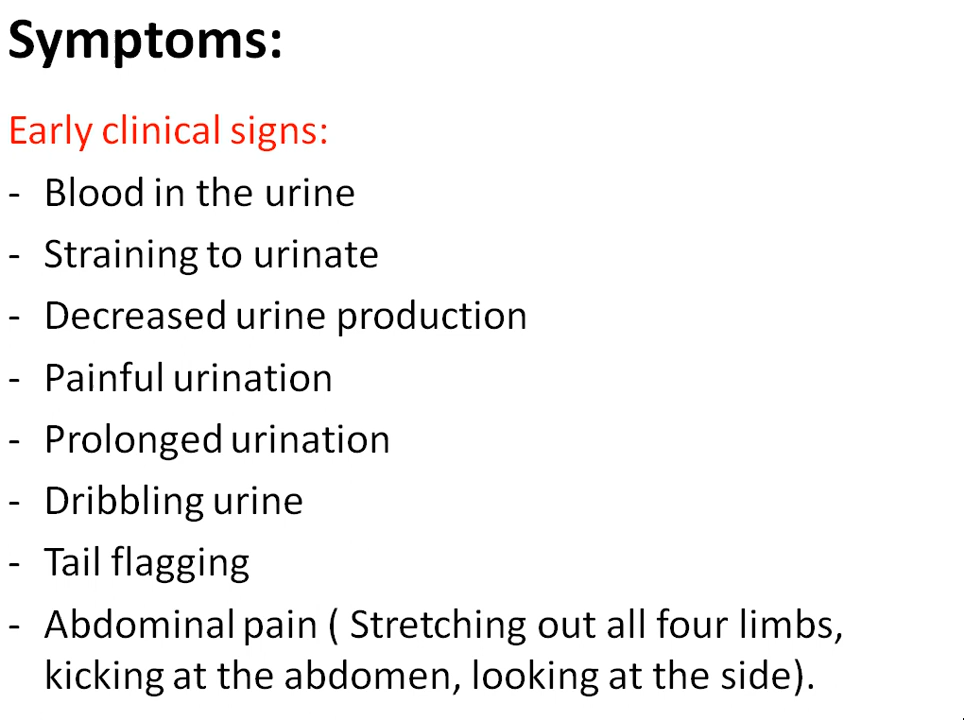 Symptoms:
Early clinical signs:
- Blood in the urine
- Straining to urinate
- Decreased urine production
- Painful urination
- Prolonged urination
- Dribbling urine
- Tail flagging
- Abdominal pain ( Stretching out all four limbs,
kicking at the abdomen, looking at the side).